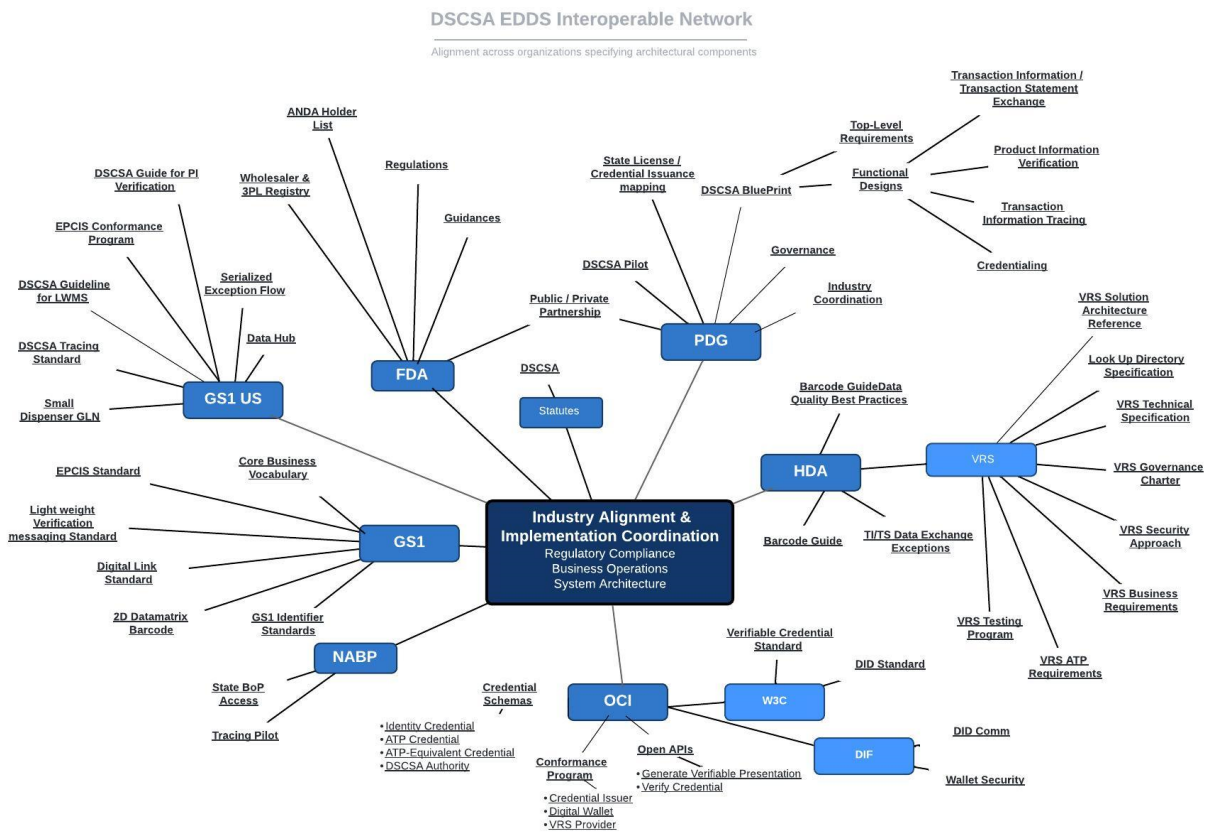 DSCSA EDDS Interoperable Network
Alignment across organizations specifying architectural components
Transaction Information /
Transaction Statement
Exchange
ANDA Holder
List
Top-Level
Requirements
Product Information
Verification
State License /
Credential Issuance
mapping
Regulations
DSCSA Guide for PI
Verification
Wholesaler &
3PL Registry
DSCSA BluePrint
Functional
Designs
Transaction
Information Tracing
Guidances
EPCIS Conformance
Program
Governance
DSCSA Pilot
Credentialing
Serialized
Exception Flow
DSCSA Guideline
for LWMS
Public / Private
Partnership
Industry
Coordination
VRS Solution
Architecture
Reference
Data Hub
PDG
DSCSA Tracing
Standard
FDA
DSCSA
Look Up Directory
Specification
GS1 US
Small
Dispenser GLN
Statutes
Barcode GuideData
Quality Best Practices
VRS Technical
Specification
Core Business
Vocabulary
EPCIS Standard
HDA
VRS
VRS Governance
Charter
Light weight
Verification
messaging Standard
GS1
Industry Alignment &
Implementation Coordination
Regulatory Compliance
Business Operations
System Architecture
Barcode Guide
TI/TS Data Exchange
Exceptions
VRS Security
Approach
Digital Link
Standard
2D Datamatrix
Barcode
GS1 Identifier
Standards
VRS Business
Requirements
VRS Testing
Program
VRS ATP
Requirements
NABP
Verifiable Credential
Standard
DID Standard
State BoP
Access
Tracing Pilot
Credential
Schemas
• Identity Credential
• ATP Credential
• ATP-Equivalent Credential
• DSCSA Authority
OCI
W3C
DID Comm
DIF
Wallet Security
Open APIs
• Generate Verifiable Presentation
• Verify Credential
Conformance
Program
• Credential Issuer
• Digital Wallet
• VRS Provider